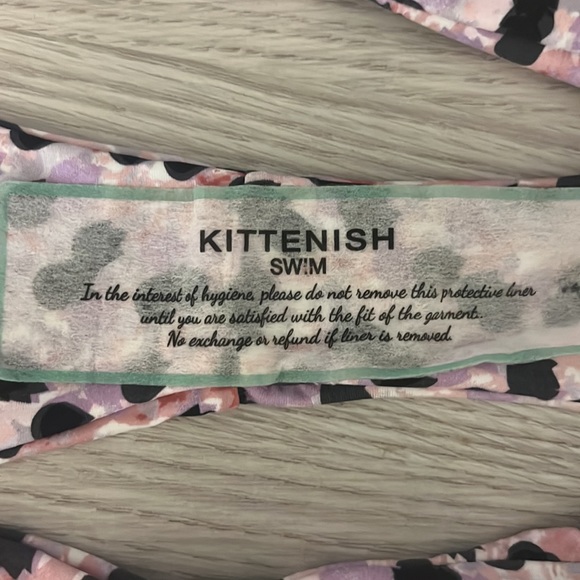 KITTENISH
SWIM
In the interest of hygiene, please do not remove this protective liner
until you are satisfied with the fit of the garment..
No exchange or refund if liner is removed.